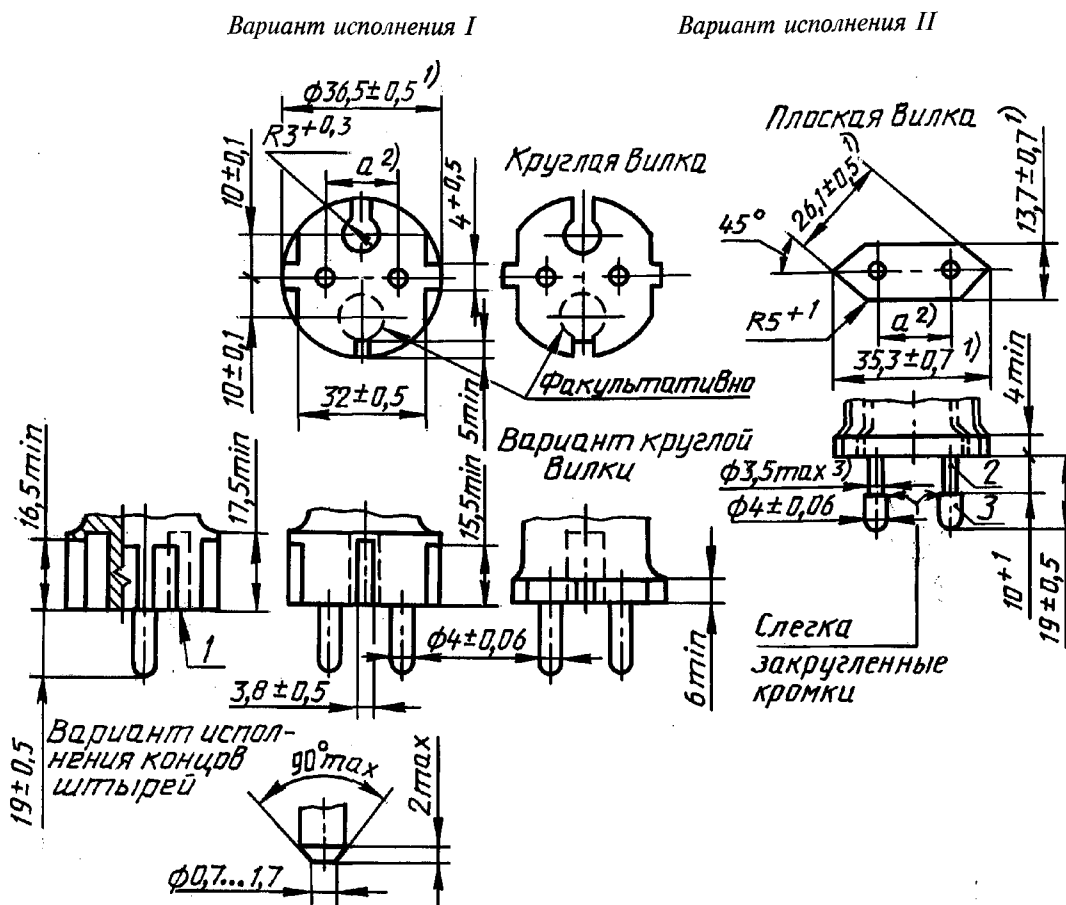 Вариант исполнения I
Вариант исполнения II
ϕ36,5±0,5 1)
R3+0,3
a 2)
10±0,1
10±0,1
4+0,5
Круглая вилка
Плоская вилка
26,1±0,5 1)
13,7±0,7 1)
45°
R5+1
a 2)
35,3±0,7 1)
4 min
32±0,5
5min
Факультативно
Вариант круглой
вилки
16,5min
17,5min
15,5min
ϕ3,5max 3)
ϕ4±0,06
2
3
10+1
19±0,5
1
ϕ4±0,06
3,8±0,5
6min
Слегка
закругленные
кромки
19±0,5
Вариант испол-
нения концов
штырей
90°max
2max
ϕ0,7...1,7